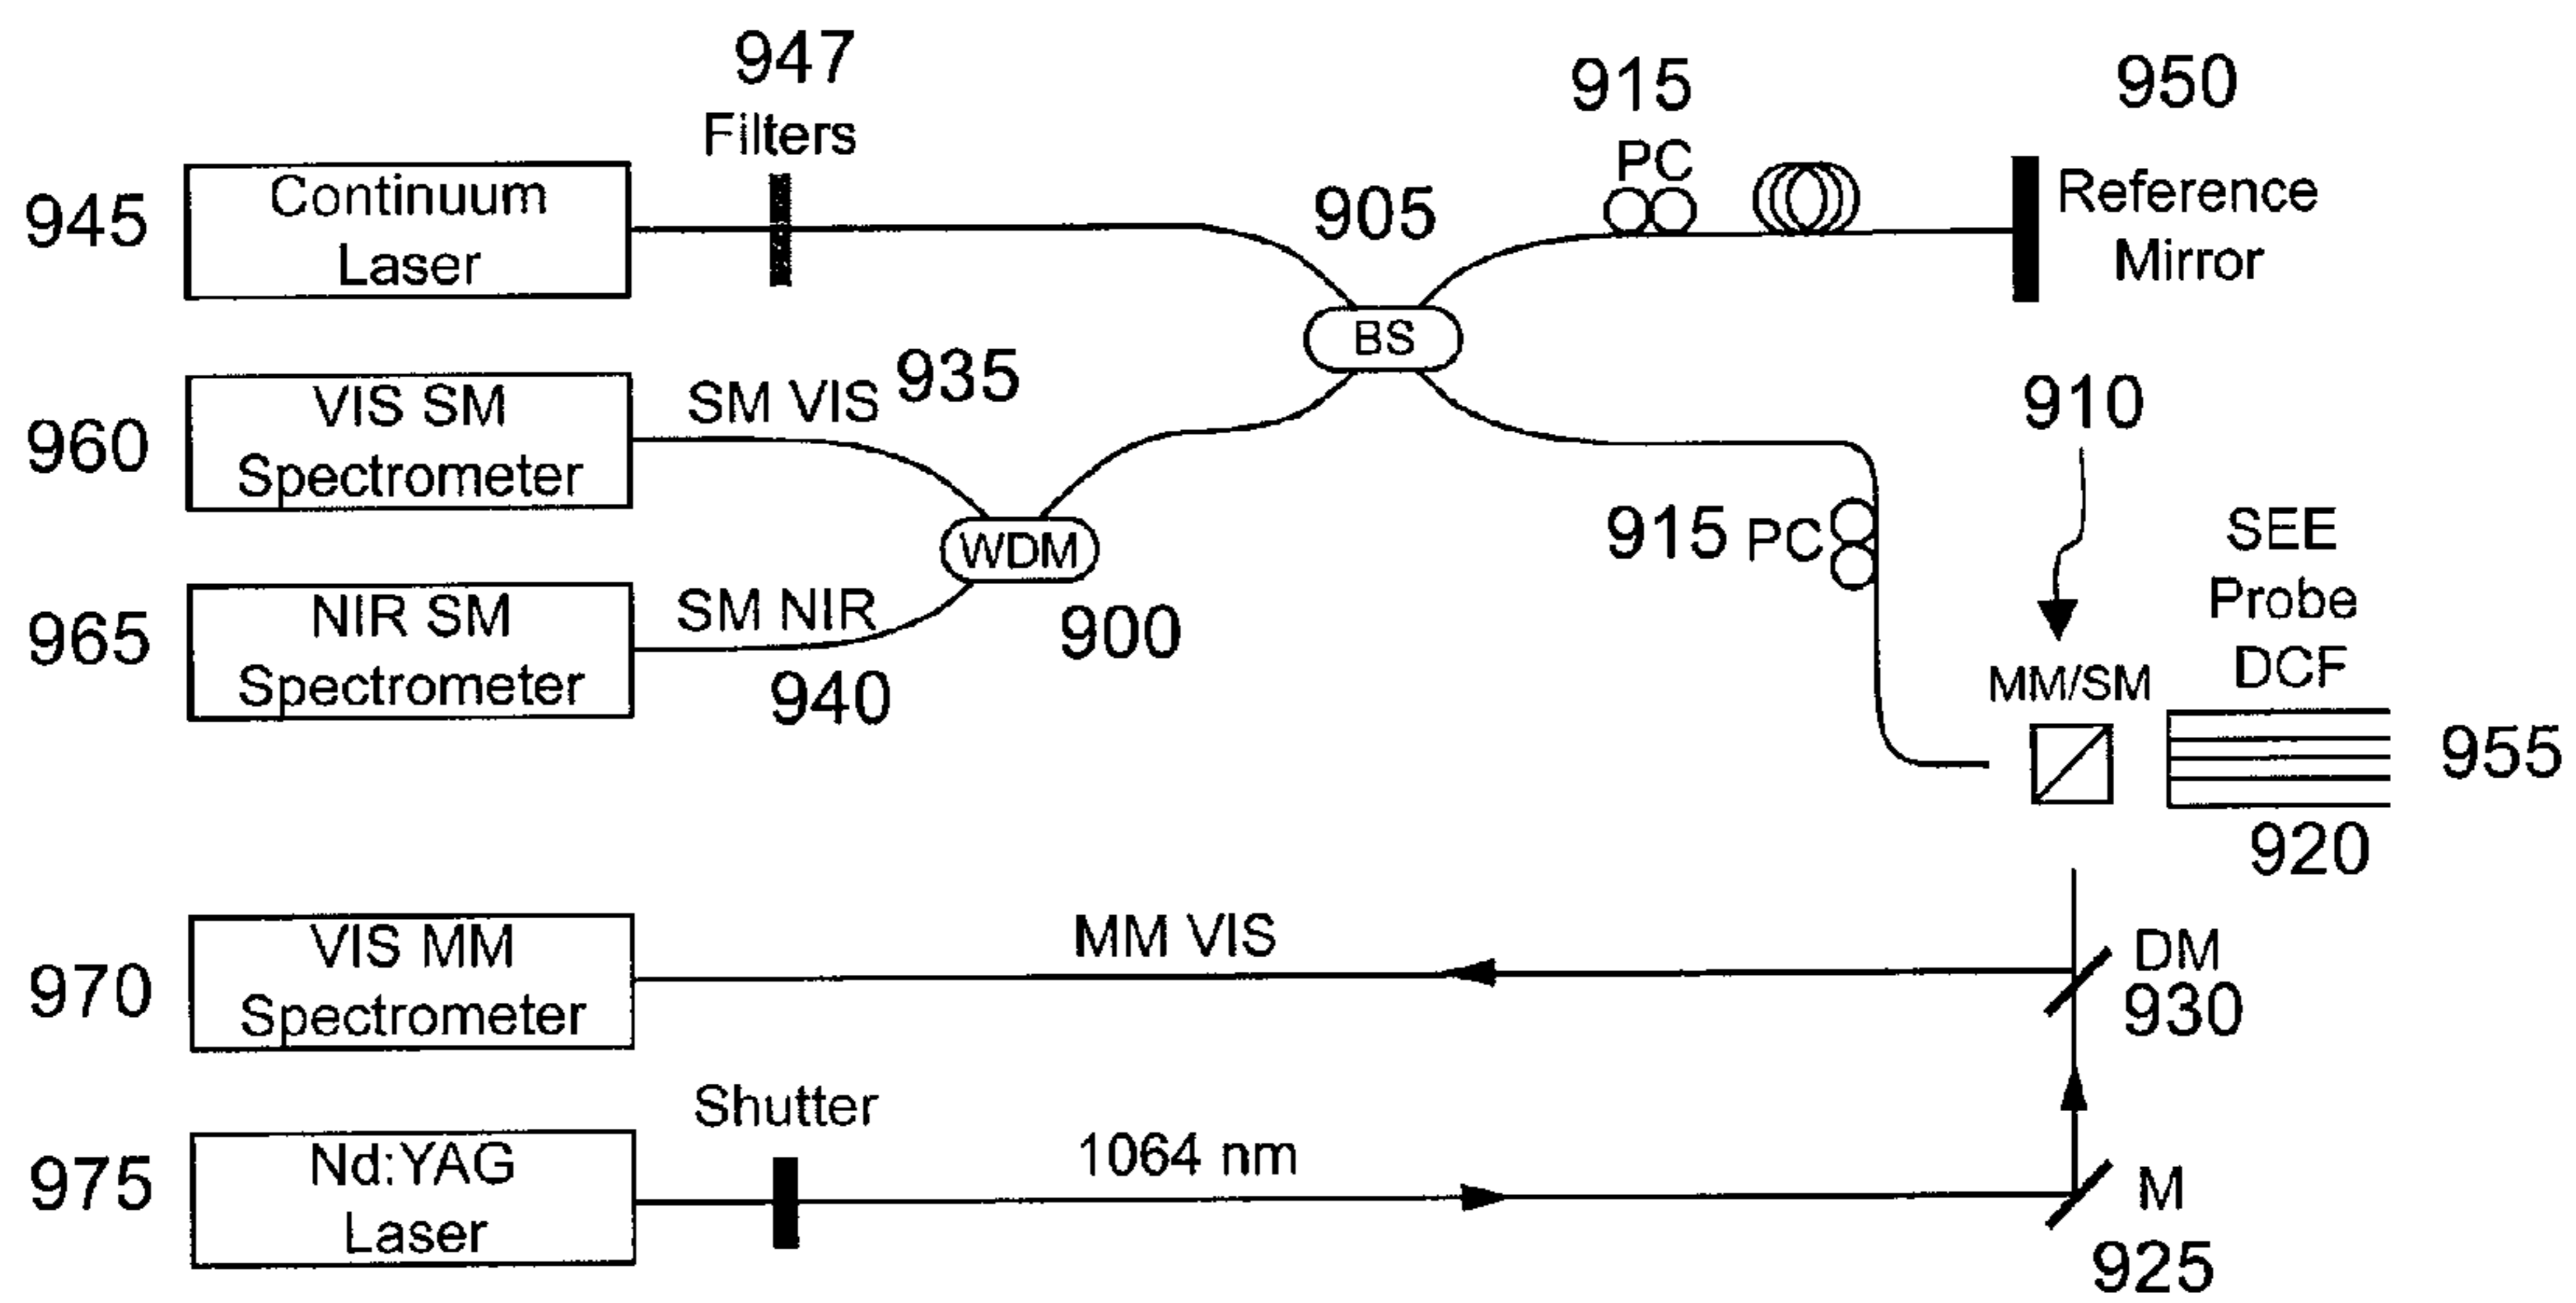 947
Filters
915
PC
950
945
Continuum
Laser
905
Reference
Mirror
BS
960
VIS SM
Spectrometer
SM VIS
935
910
965
NIR SM
Spectrometer
SM NIR
940
WDM
900
915 PC
SEE
Probe
DCF
MM/SM
955
920
970
VIS MM
Spectrometer
MM VIS
DM
930
975
Nd:YAG
Laser
Shutter
1064 nm
M
925